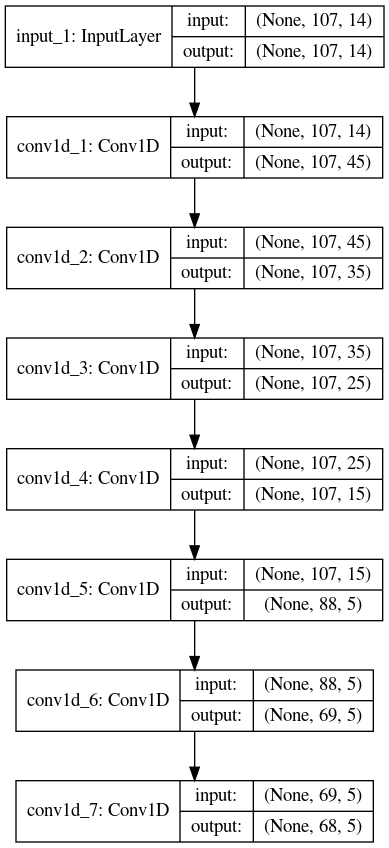 input_1: InputLayer
input: (None, 107, 14)
output: (None, 107, 14)
conv1d_1: Conv1D
input: (None, 107, 14)
output: (None, 107, 45)
conv1d_2: Conv1D
input: (None, 107, 45)
output: (None, 107, 35)
conv1d_3: Conv1D
input: (None, 107, 35)
output: (None, 107, 25)
conv1d_4: Conv1D
input: (None, 107, 25)
output: (None, 107, 15)
conv1d_5: Conv1D
input: (None, 107, 15)
output: (None, 88, 5)
conv1d_6: Conv1D
input: (None, 88, 5)
output: (None, 69, 5)
conv1d_7: Conv1D
input: (None, 69, 5)
output: (None, 68, 5)